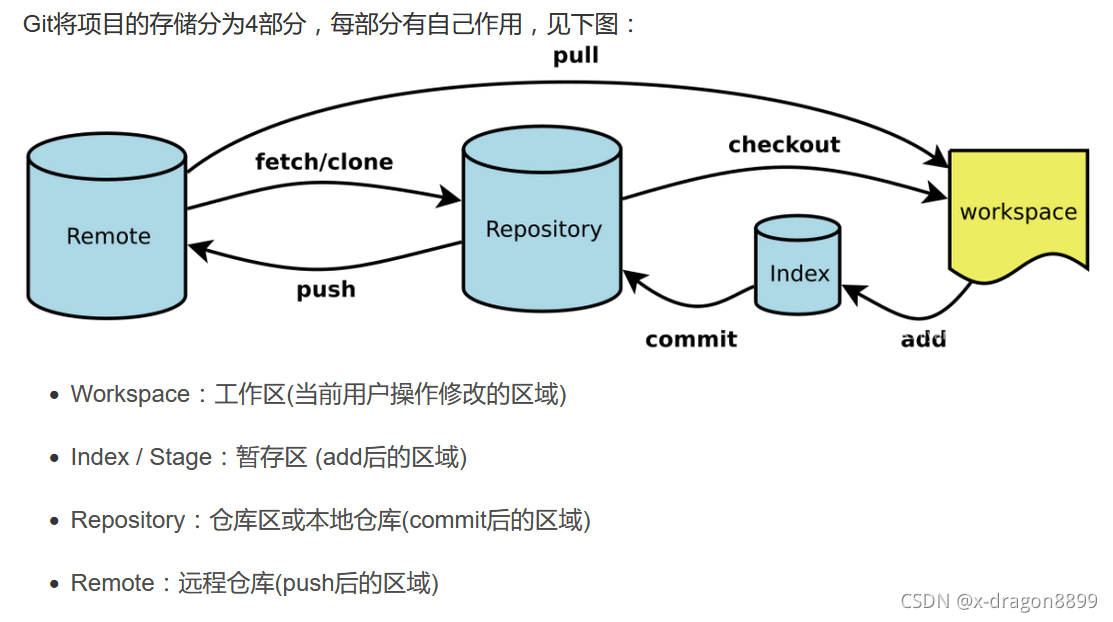 Git将项目的存储分为4部分，每部分有自己作用，见下图：
pull
checkout
fetch/clone
workspace
Remote
Repository
Index
push
commit
add
Workspace：工作区(当前用户操作修改的区域)
Index / Stage：暂存区 (add后的区域)
Repository：仓库区或本地仓库(commit后的区域)
Remote：远程仓库(push后的区域)
CSDN @x-dragon8899